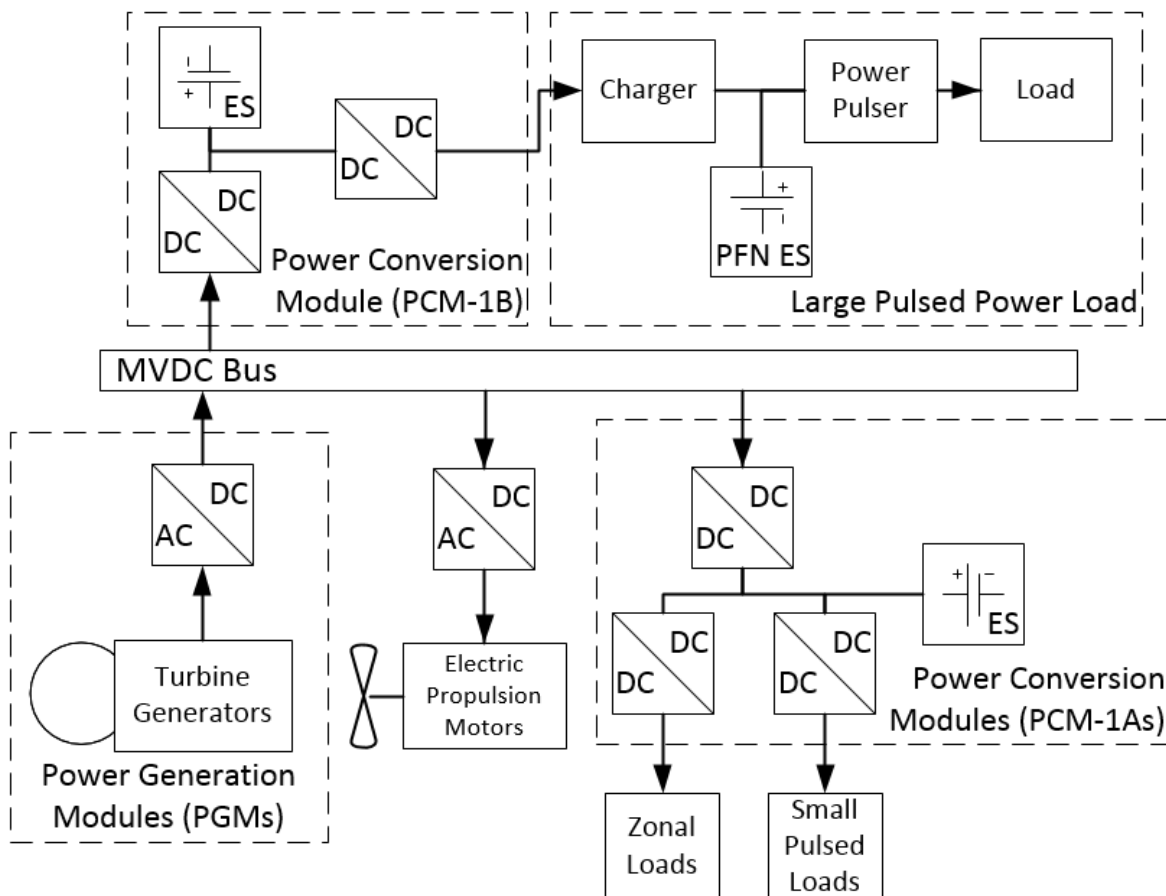 ES
DC
DC
DC
DC
Power Conversion
Module (PCM-1B)
Charger
Power
Pulser
Load
PFN ES
Large Pulsed Power Load
MVDC Bus
DC
AC
Turbine
Generators
Power Generation
Modules (PGMs)
DC
AC
Electric
Propulsion
Motors
DC
DC
ES
DC
DC
DC
DC
Power Conversion
Modules (PCM-1As)
Zonal
Loads
Small
Pulsed
Loads